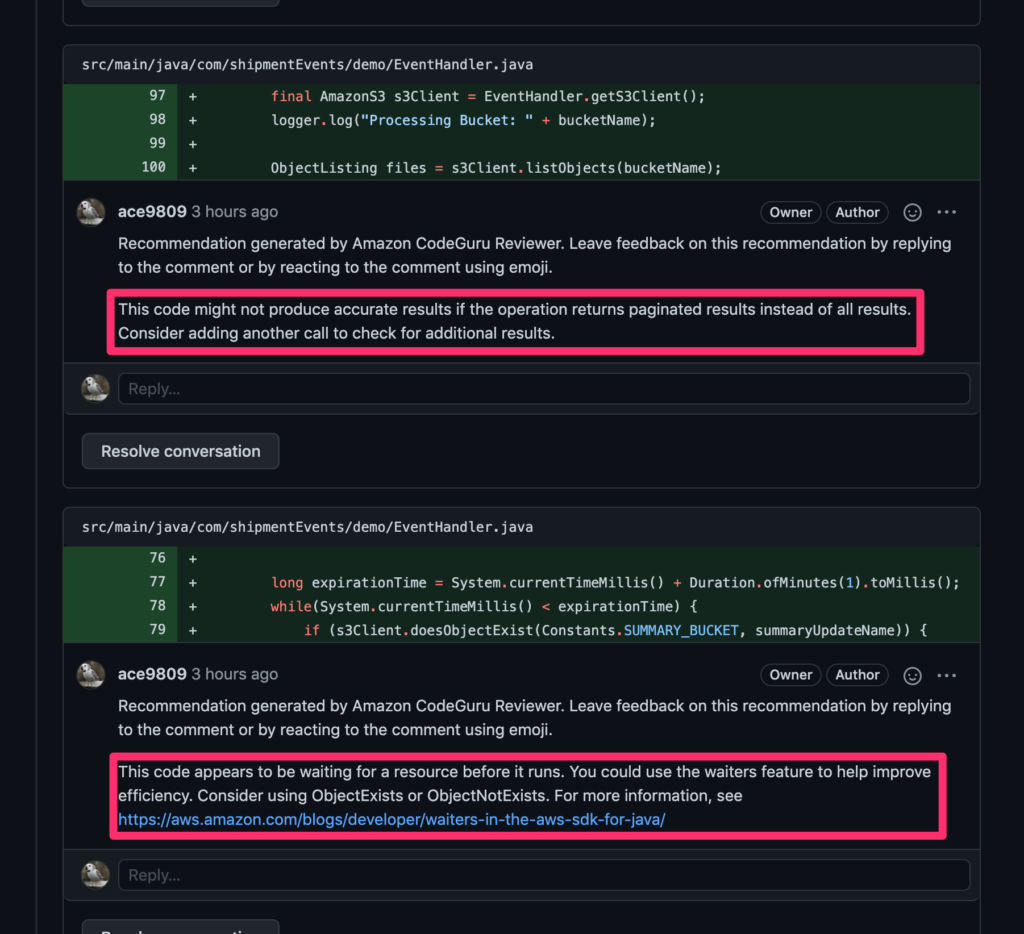 src/main/java/com/shipmentEvents/demo/EventHandler.java
97 + final AmazonS3 s3Client = EventHandler.getS3Client();
98 + logger.log("Processing Bucket: " + bucketName);
99 +
100 + ObjectListing files = s3Client.listObjects(bucketName);
ace9809 3 hours ago Owner Author
Recommendation generated by Amazon CodeGuru Reviewer. Leave feedback on this recommendation by replying
to the comment or by reacting to the comment using emoji.
This code might not produce accurate results if the operation returns paginated results instead of all results.
Consider adding another call to check for additional results.
Reply...
Resolve conversation
src/main/java/com/shipmentEvents/demo/EventHandler.java
76 +
77 + long expirationTime = System.currentTimeMillis() + Duration.ofMinutes(1).toMillis();
78 + while(System.currentTimeMillis() < expirationTime) {
79 + if (s3Client.doesObjectExist(Constants.SUMMARY_BUCKET, summaryUpdateName)) {
ace9809 3 hours ago Owner Author
Recommendation generated by Amazon CodeGuru Reviewer. Leave feedback on this recommendation by replying
to the comment or by reacting to the comment using emoji.
This code appears to be waiting for a resource before it runs. You could use the waiters feature to help improve
efficiency. Consider using ObjectExists or ObjectNotExists. For more information, see
https://aws.amazon.com/blogs/developer/waiters-in-the-aws-sdk-for-java/
Reply...